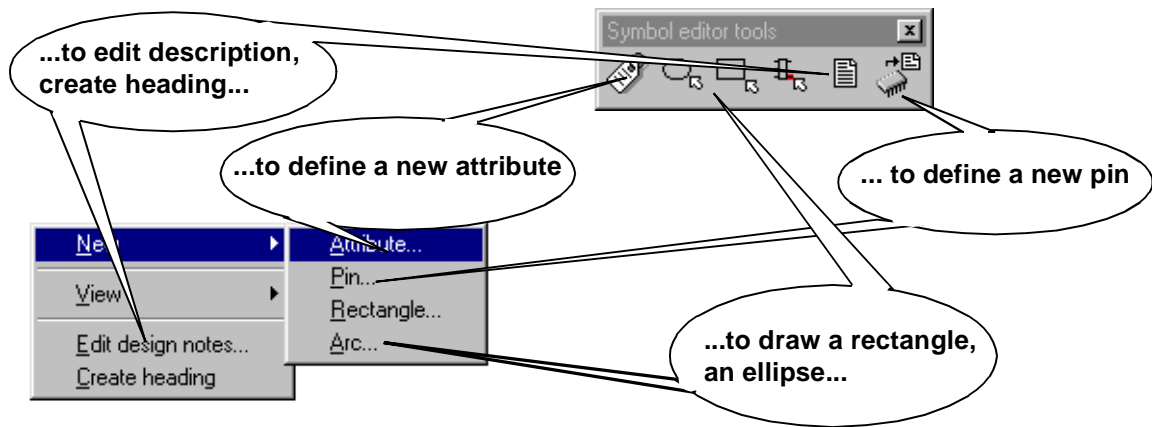 ...to edit description,
create heading...
Symbol editor tools
...to define a new attribute
... to define a new pin
New
View
Edit design notes...
Create heading
Attribute...
Pin...
Rectangle...
Arc...
...to draw a rectangle,
an ellipse...